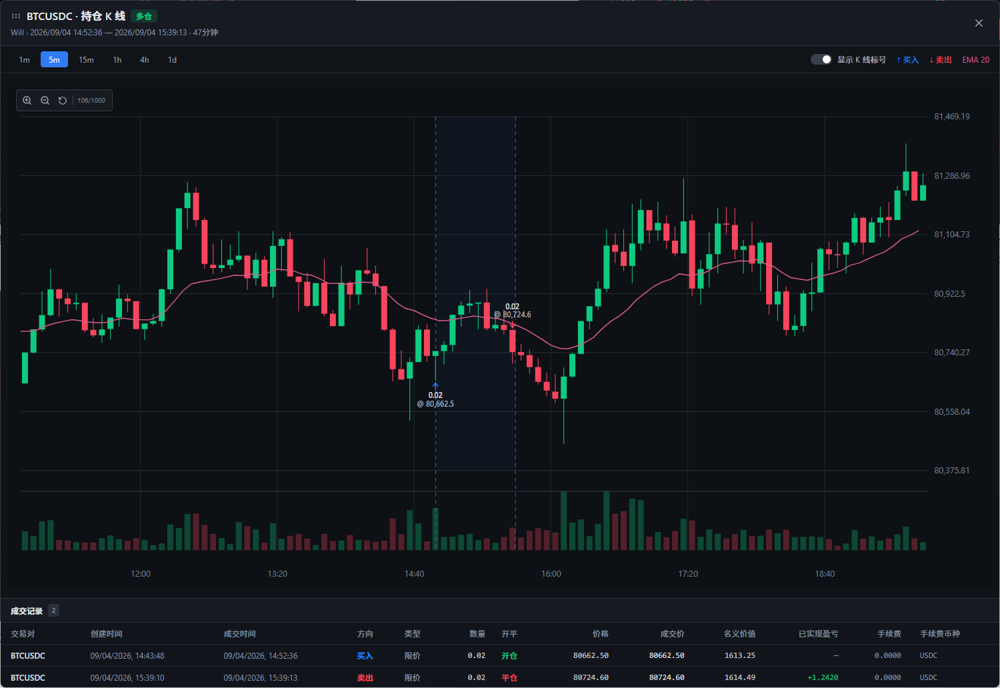 BTCUSDC · 持仓 K 线 多仓
Will · 2026/09/04 14:52:36 — 2026/09/04 15:39:13 · 47分钟
1m 5m 15m 1h 4h 1d 显示 K 线标号 ↑ 买入 ↓ 卖出 EMA 20
106/1000
81,469.19
81,286.96
81,104.73
80,922.5
0.02
@ 80,724.6
80,740.27
0.02
@ 80,662.5
80,558.04
80,375.81
12:00 13:20 14:40 16:00 17:20 18:40
成交记录 2
交易对 创建时间 成交时间 方向 类型 数量 开平 价格 成交价 名义价值 已实现盈亏 手续费 手续费币种
BTCUSDC 09/04/2026, 14:43:48 09/04/2026, 14:52:36 买入 限价 0.02 开仓 80662.50 80662.50 1613.25 — 0.0000 USDC
BTCUSDC 09/04/2026, 15:39:10 09/04/2026, 15:39:13 卖出 限价 0.02 平仓 80724.60 80724.60 1614.49 +1.2420 0.0000 USDC